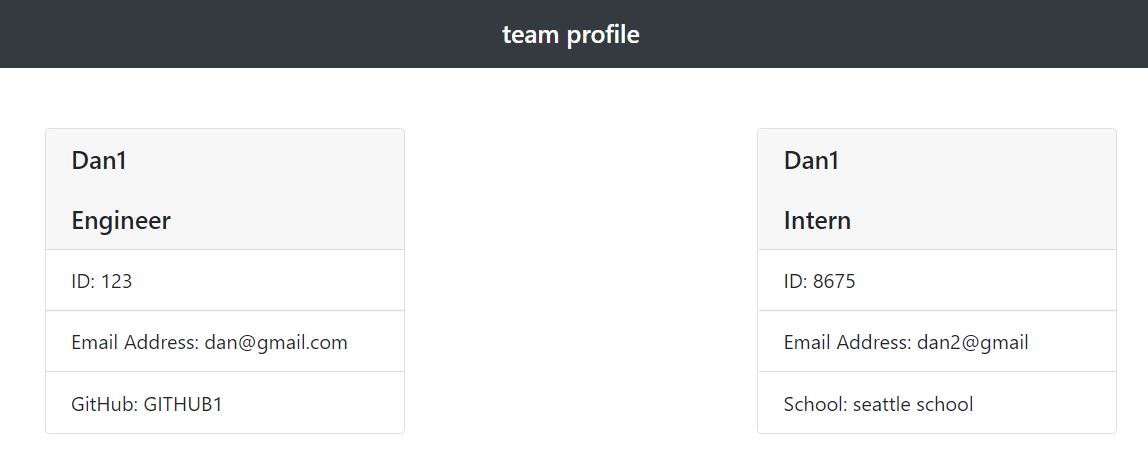 team profile
Dan1
Engineer
ID: 123
Email Address: dan@gmail.com
GitHub: GITHUB1
Dan1
Intern
ID: 8675
Email Address: dan2@gmail
School: seattle school